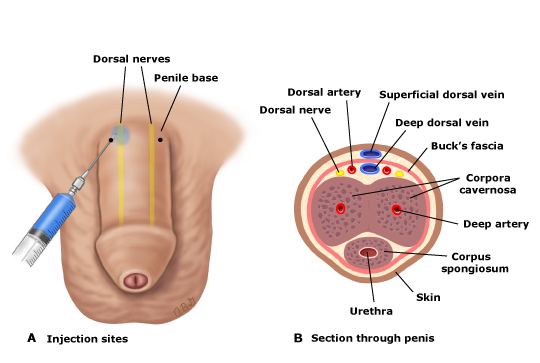 Dorsal nerves
Penile base
Dorsal artery
Superficial dorsal vein
Dorsal nerve
Deep dorsal vein
Buck's fascia
Corpora
cavernosa
Deep artery
Corpus
spongiosum
Skin
Urethra
A Injection sites
B Section through penis